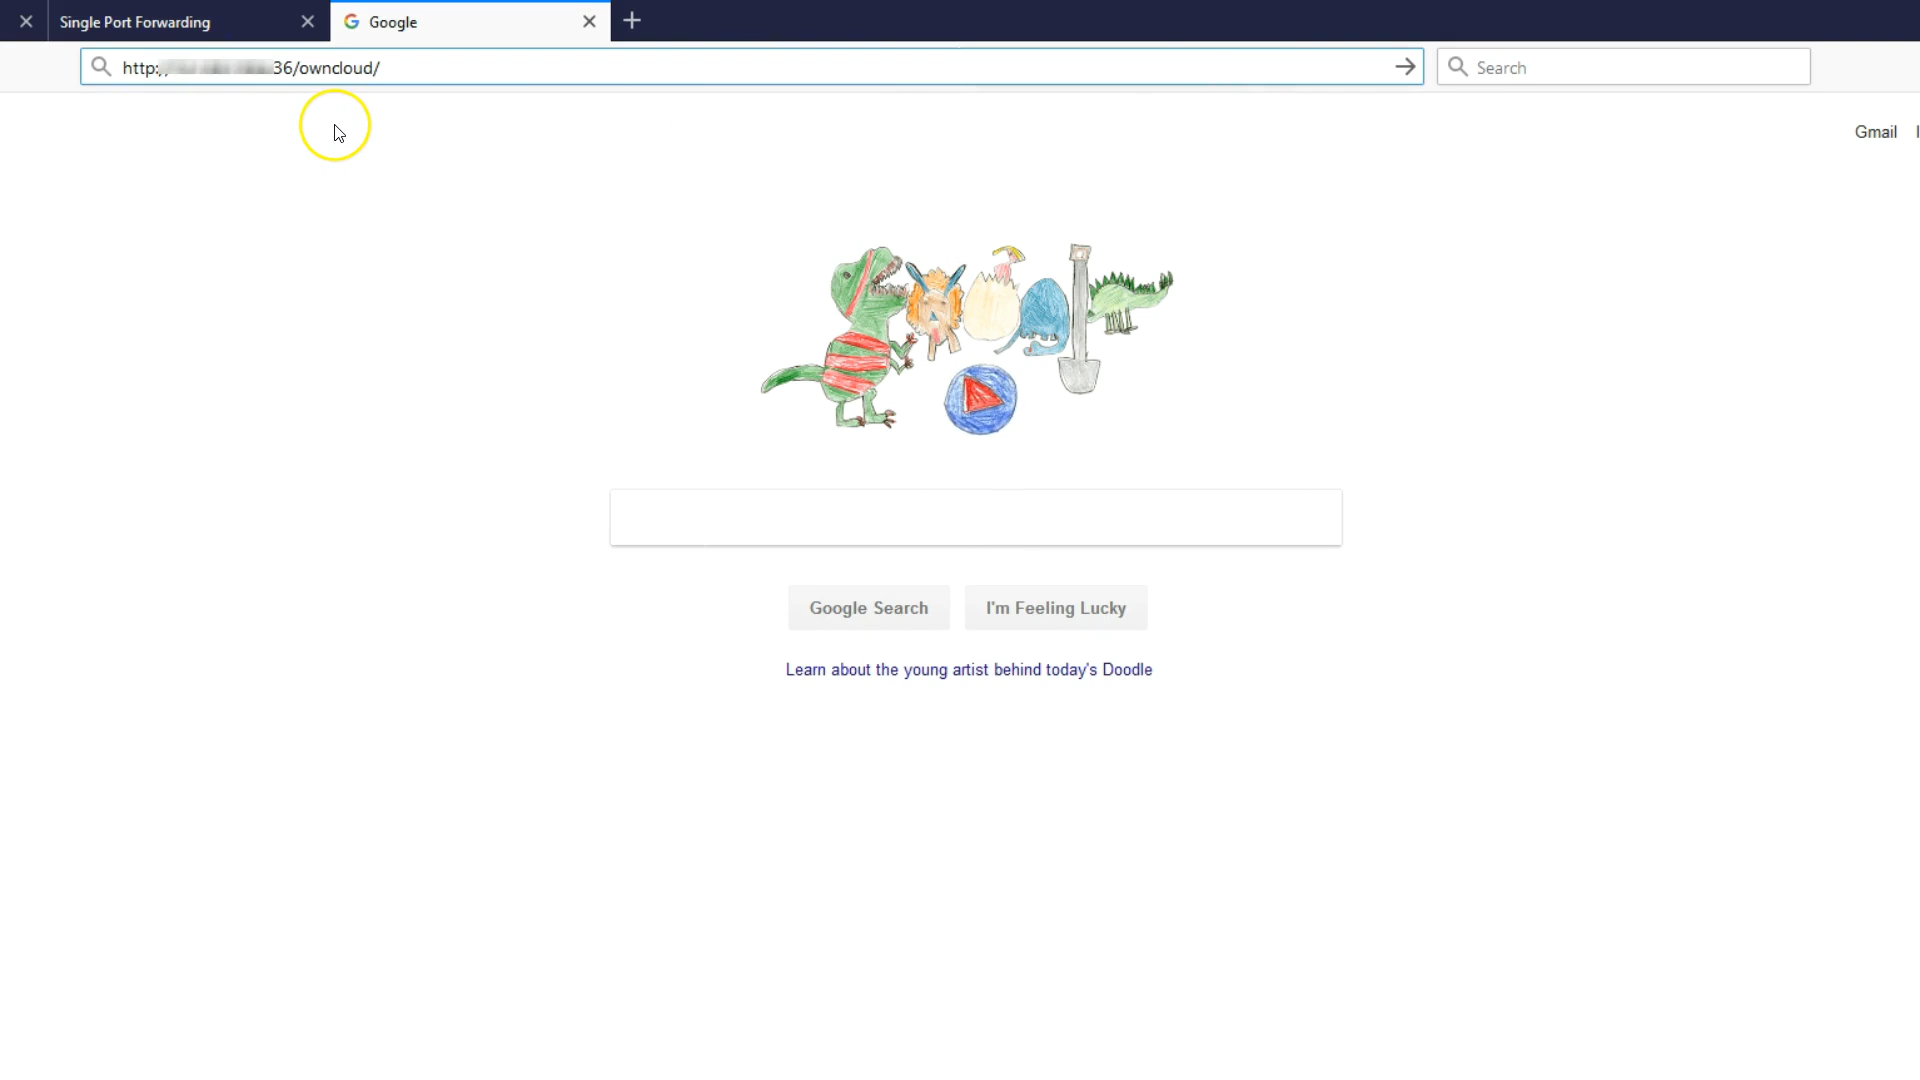 Single Port Forwarding
Google
http:
36/owncloud/
Search
Gmail
Google Search
I'm Feeling Lucky
Learn about the young artist behind today's Doodle